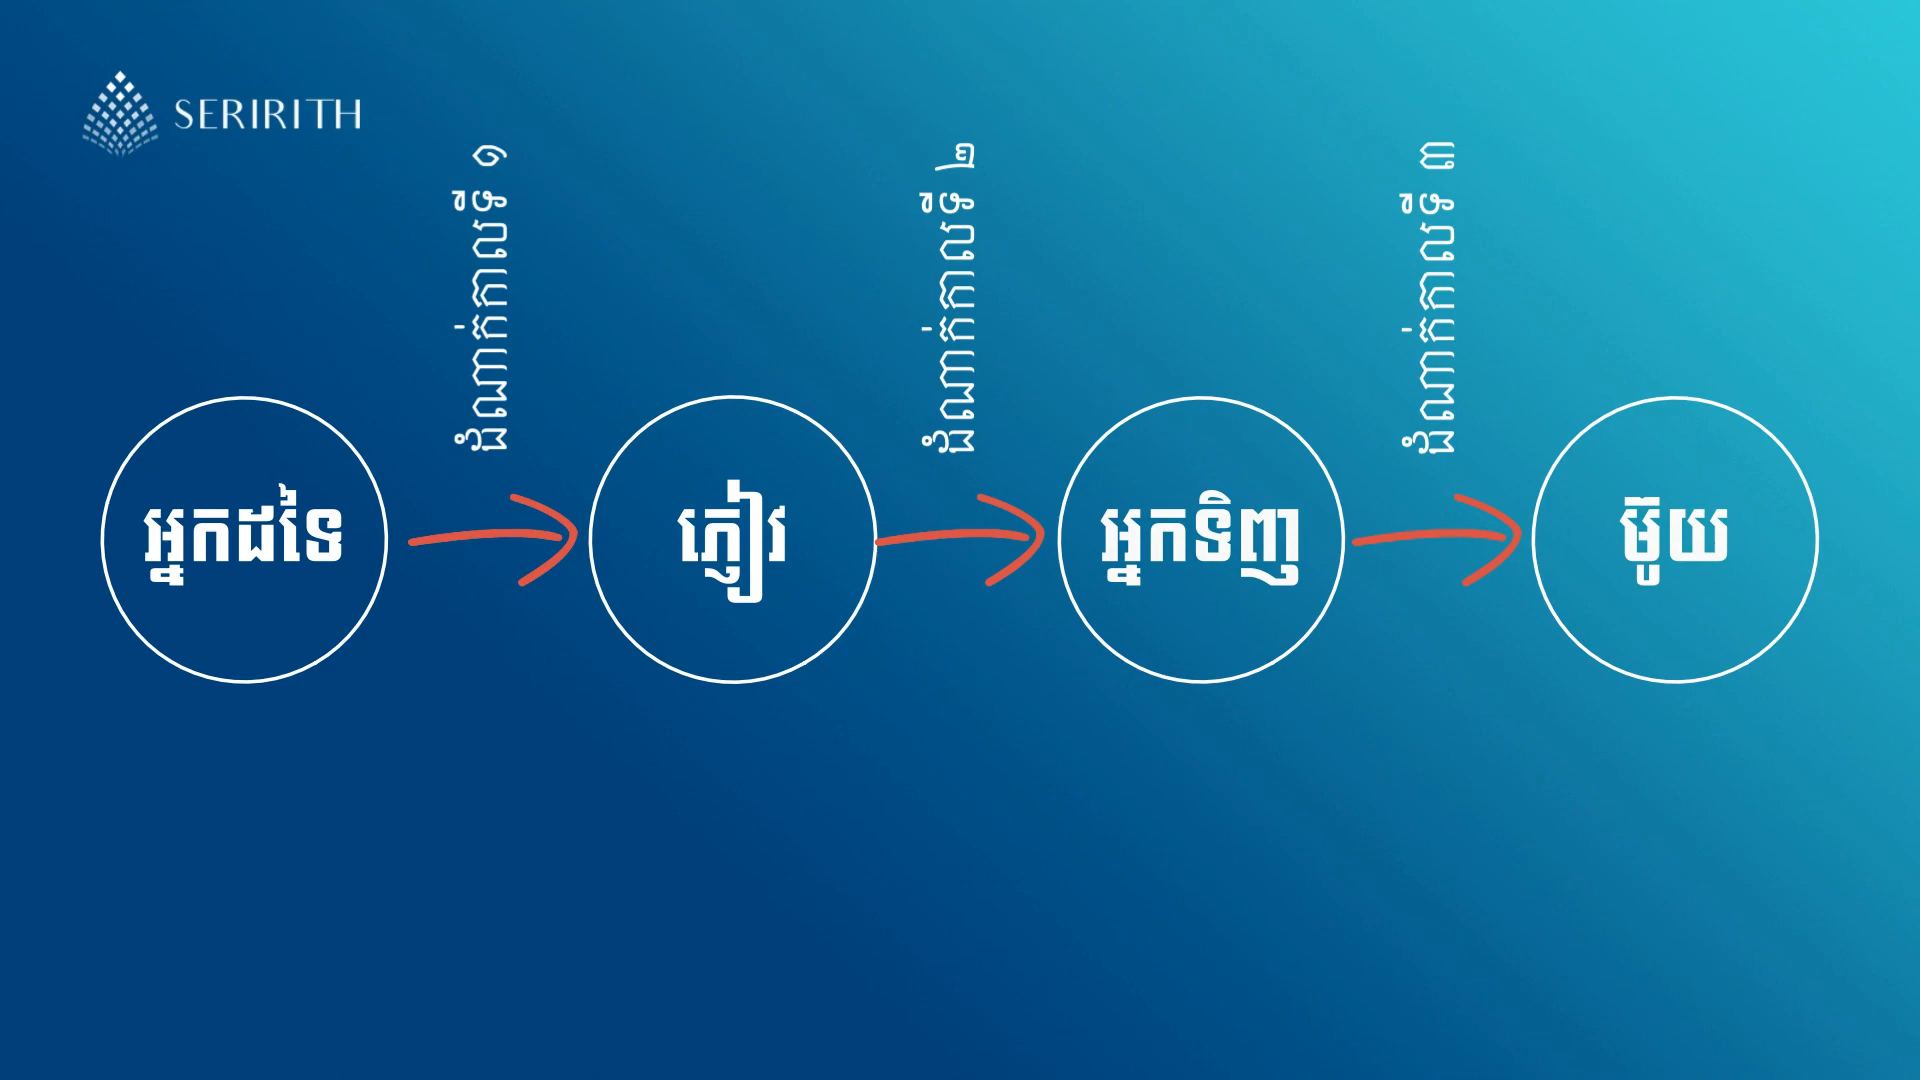 SERIRITH
ដំណាក់កាលទី ១
ដំណាក់កាលទី ២
ដំណាក់កាលទី ៣
អ្នកដទៃ
ភ្ញៀវ
អ្នកទិញ
ម៉ូយ